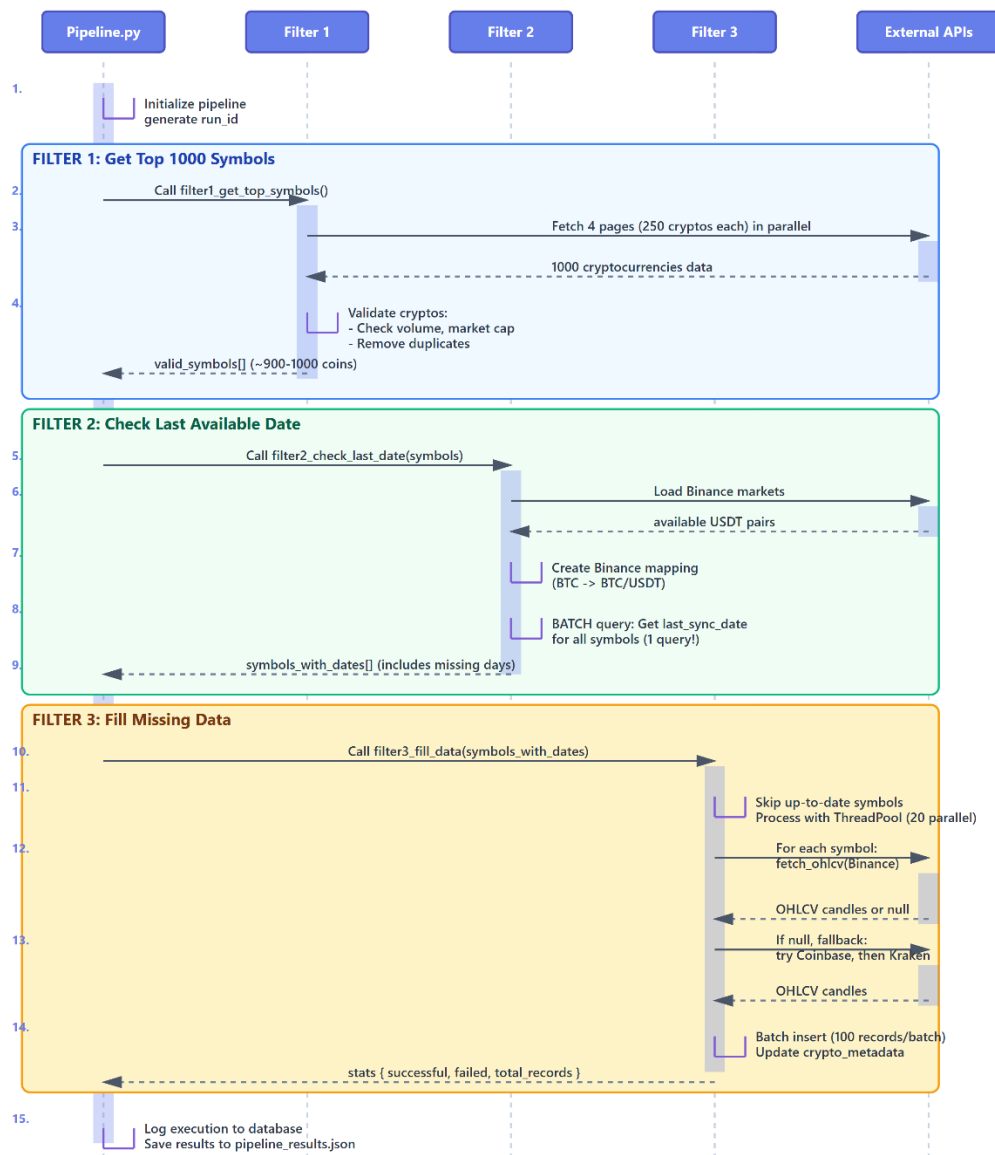 Pipeline.py
Filter 1
Filter 2
Filter 3
External APIs
1.
Initialize pipeline
generate run_id
FILTER 1: Get Top 1000 Symbols
2.
Call filter1_get_top_symbols()
3.
Fetch 4 pages (250 cryptos each) in parallel
1000 cryptocurrencies data
4.
Validate cryptos:
- Check volume, market cap
- Remove duplicates
valid_symbols[] (~900-1000 coins)
FILTER 2: Check Last Available Date
5.
Call filter2_check_last_date(symbols)
6.
Load Binance markets
available USDT pairs
7.
Create Binance mapping
(BTC -> BTC/USDT)
8.
BATCH query: Get last_sync_date
for all symbols (1 query!)
9.
symbols_with_dates[] (includes missing days)
FILTER 3: Fill Missing Data
10.
Call filter3_fill_data(symbols_with_dates)
11.
Skip up-to-date symbols
Process with ThreadPool (20 parallel)
12.
For each symbol:
fetch_ohlcv(Binance)
OHLCV candles or null
13.
If null, fallback:
try Coinbase, then Kraken
OHLCV candles
14.
Batch insert (100 records/batch)
Update crypto_metadata
stats { successful, failed, total_records }
15.
Log execution to database
Save results to pipeline_results.json